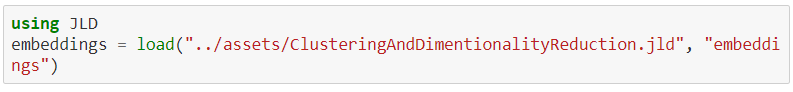 using JLD
embeddings = load("../assets/ClusteringAndDimentionalityReduction.jld", "embeddi
ngs")